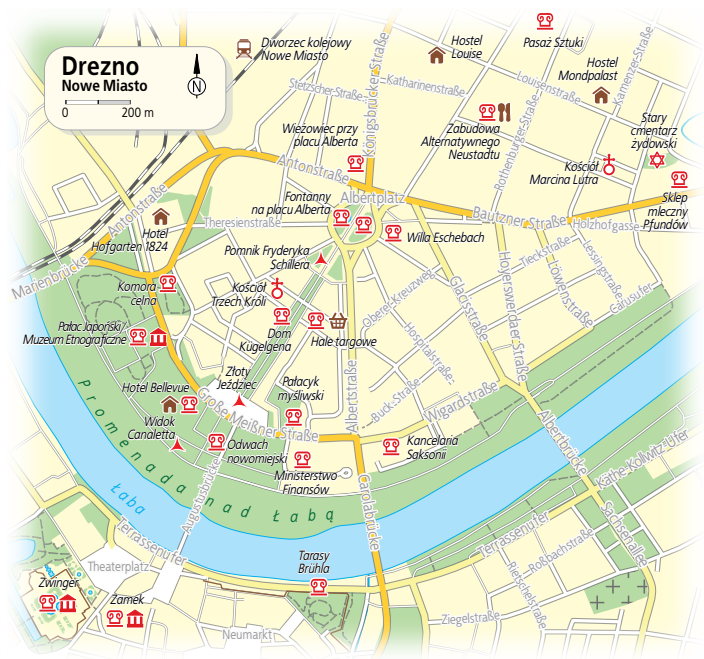 Drezno
Nowe Miasto
0 200 m
N
Dworzec kolejowy
Nowe Miasto
Hostel
Louise
Pasaż Sztuki
Hostel
Mondpalast
Kamenzer-Straße
Louisenstraße
Katharinenstraße
Stetzscher-Straße
Königsbrücker-Straße
Rothenburger-Straße
Zabudowa
Alternatywnego
Neustadtu
Stary
cmentarz
żydowski
Wieżowiec przy
placu Alberta
Kościół
Marcina Lutra
Sklep
mleczny
Pfundów
Antonstraße
Antonstraße
Albertplatz
Bautzner Straße
Holzhofgasse
Fontanny
na placu Alberta
Willa Eschebach
Hotel
Hofgarten 1824
Theresienstraße
Pomnik Fryderyka
Schillera
Marienbrücke
Komora
celna
Kościół
Trzech Króli
Obere-Kreuzweg
Glacisstraße
Hoyerswerdaer Straße
Tieckstraße
Löwenstraße
Lessingstraße
Carusufer
Pałac Japoński/
Muzeum Etnograficzne
Dom
Kugelgena
Hale targowe
Hospitalstraße
Złoty
Jeździec
Pałacyk
myśliwski
Albertstraße
Buck.-Straße
Wigardstraße
Hotel Bellevue
Große Meißner Straße
Widok
Canaletta
Odwach
nowomiejski
Ministerstwo
Finansów
Kancelaria
Saksonii
Albertbrücke
Käthe-Kollwitz-Ufer
Promenada nad Łabą
Łaba
Augustusbrücke
Carolabrücke
Terrassenufer
Terrassenufer
Sachsenallee
Roßbachstraße
Rietschelstraße
Ziegelstraße
Theaterplatz
Tarasy
Brühla
Zwinger
Zamek
Neumarkt